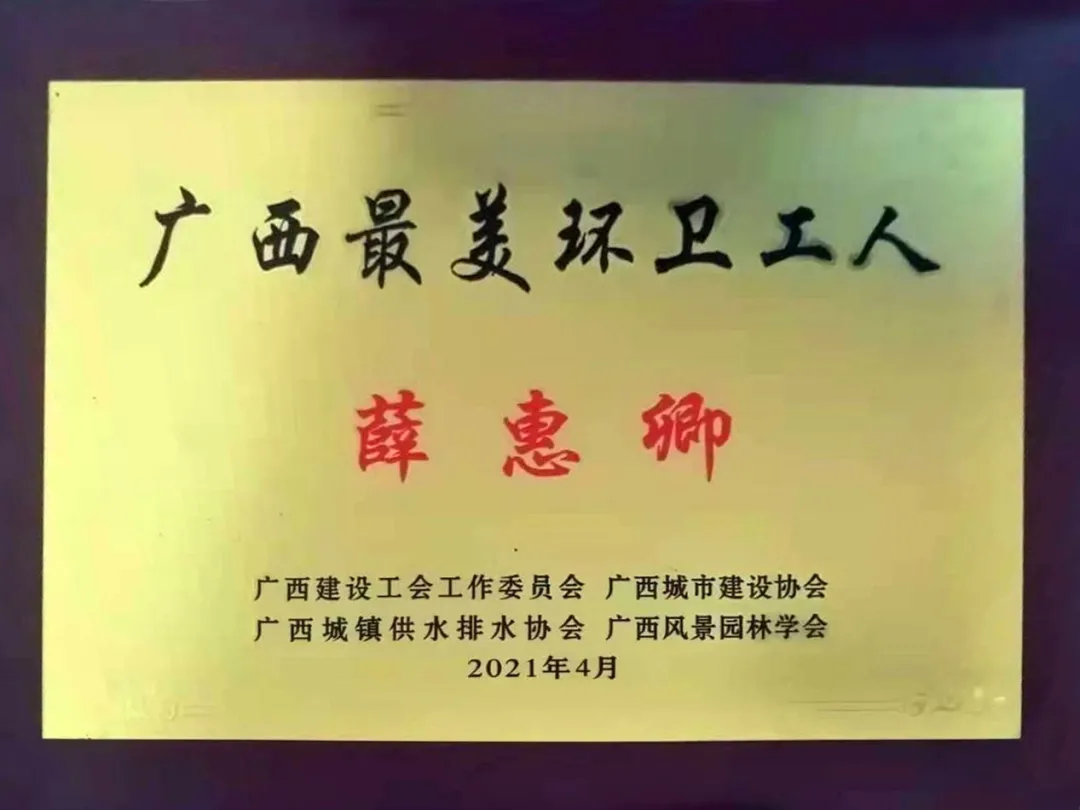 广西最美环卫工人
薛惠卿
广西建设工会工作委员会 广西城市建设协会
广西城镇供水排水协会 广西风景园林学会
2021年4月